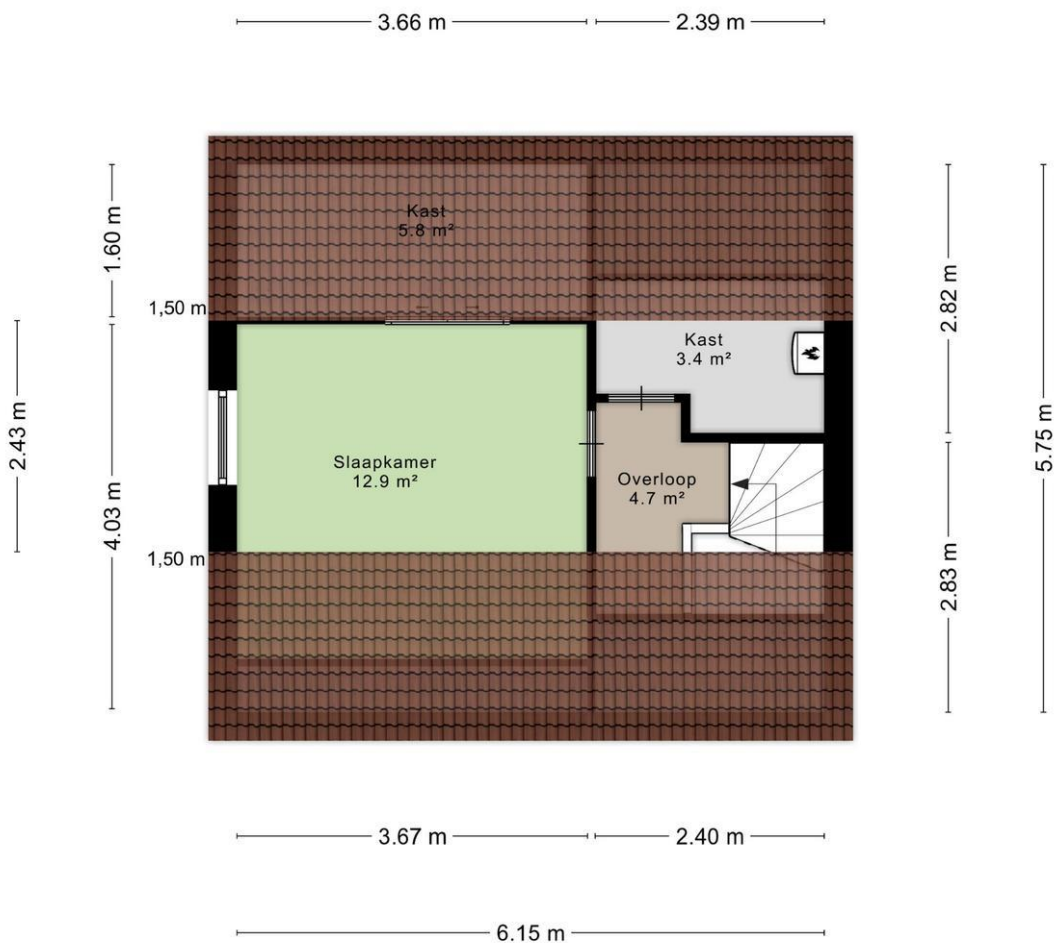 3.66 m
2.39 m
1.60 m
Kast
5.8 m²
2.82 m
1,50 m
Kast
3.4 m²
2.43 m
5.75 m
Slaapkamer
12.9 m²
Overloop
4.7 m²
4.03 m
1,50 m
2.83 m
3.67 m
2.40 m
6.15 m